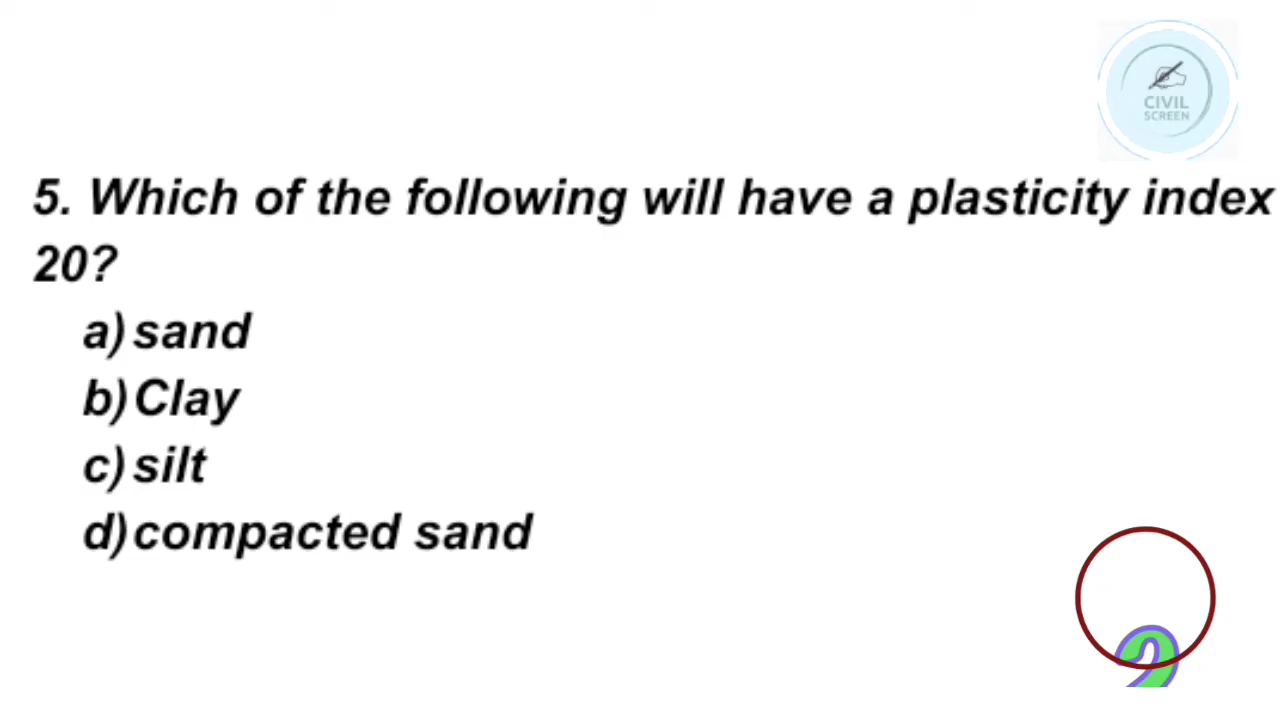 CIVIL
SCREEN
5. Which of the following will have a plasticity index
20?
a) sand
b) Clay
c) silt
d) compacted sand